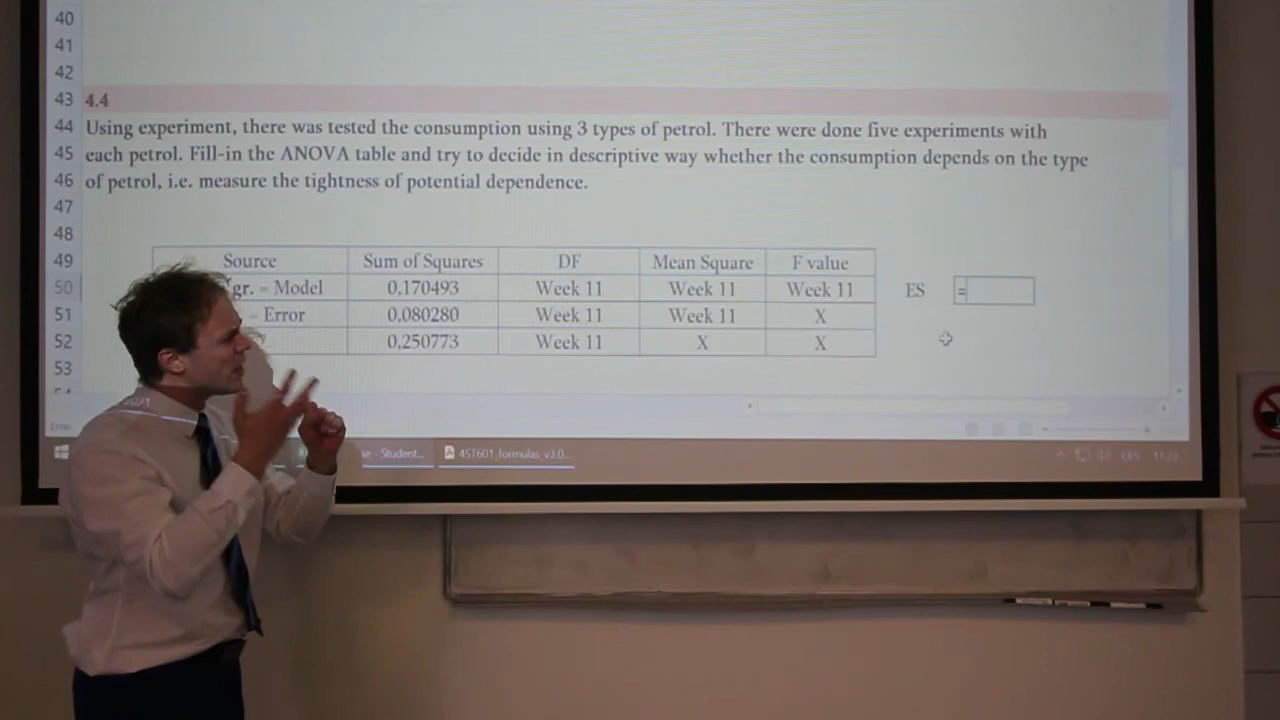 40
41
42
43 4.4
44 Using experiment, there was tested the consumption using 3 types of petrol. There were done five experiments with
45 each petrol. Fill-in the ANOVA table and try to decide in descriptive way whether the consumption depends on the type
46 of petrol, i.e. measure the tightness of potential dependence.
47
48
49 Source Sum of Squares DF Mean Square F value
50 gr. = Model 0,170493 Week 11 Week 11 Week 11 ES =
51 = Error 0,080280 Week 11 Week 11 X
52 0,250773 Week 11 X X
53
Enter
se - Student... 4ST601_formulas_v3.0...